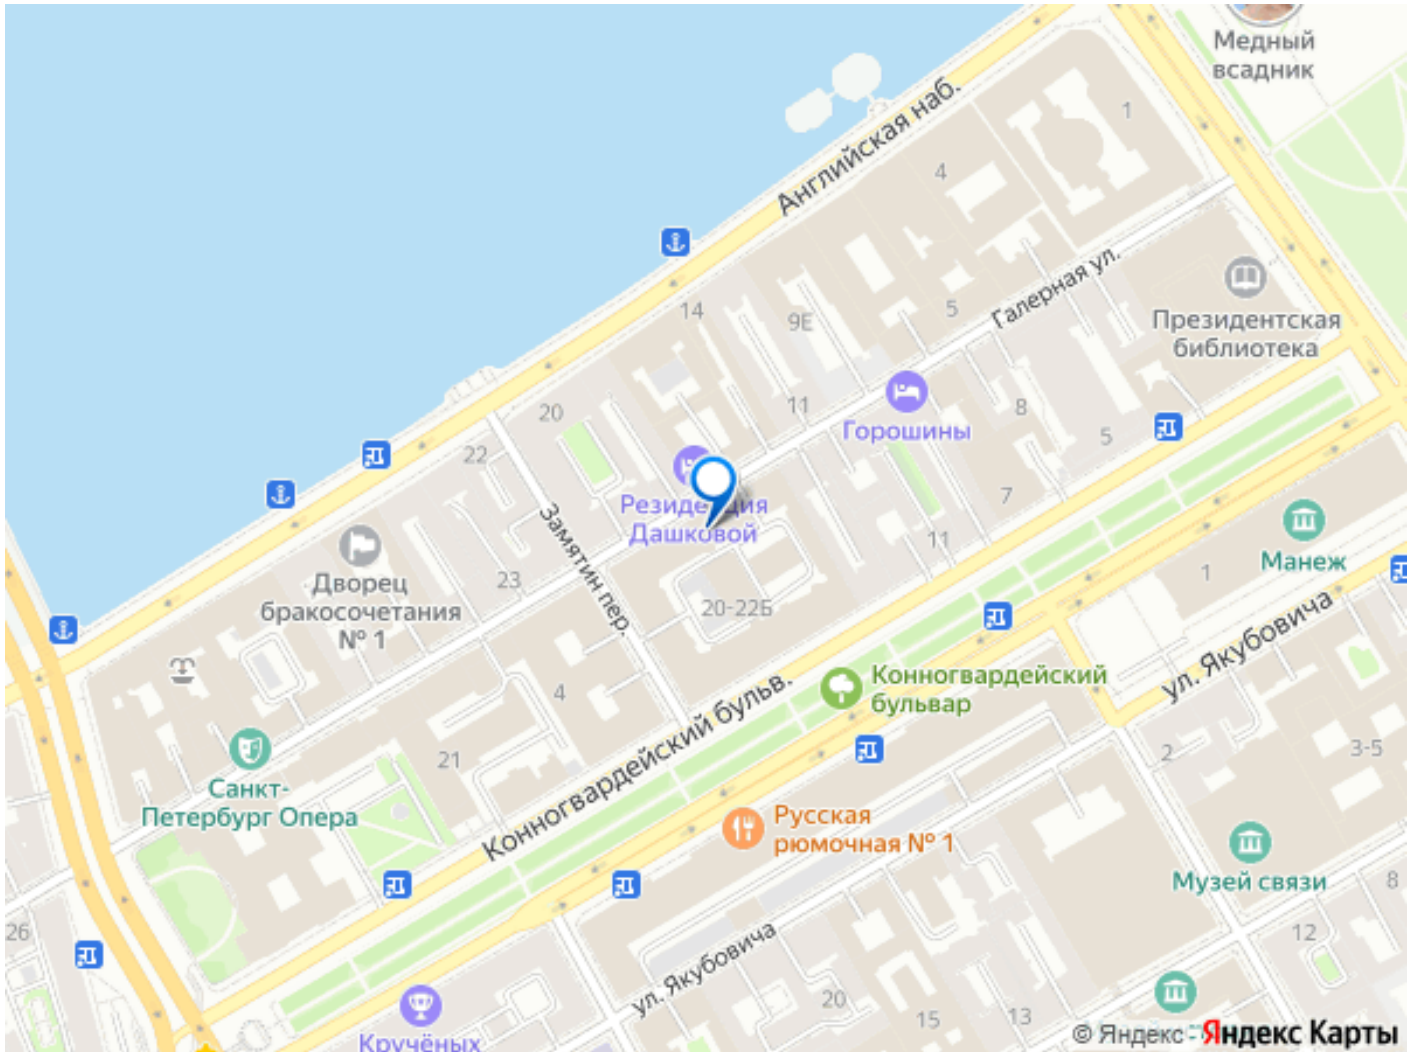 Медный
всадник
1
Английская наб.
4
Галерная ул.
Президентская
библиотека
14
9Е
5
20
11
8
Горошины
5
22
7
Резиденция
Дашковой
Замятин пер.
11
Манеж
Дворец
бракосочетания
№ 1
23
1
20-22Б
ул. Якубовича
Конногвардейский
бульвар
4
Конногвардейский бульв.
21
2
3-5
Санкт-
Петербург Опера
Русская
рюмочная № 1
Музей связи
8
26
12
ул. Якубовича
20
15
13
Кручёных
© Яндекс
Яндекс Карты